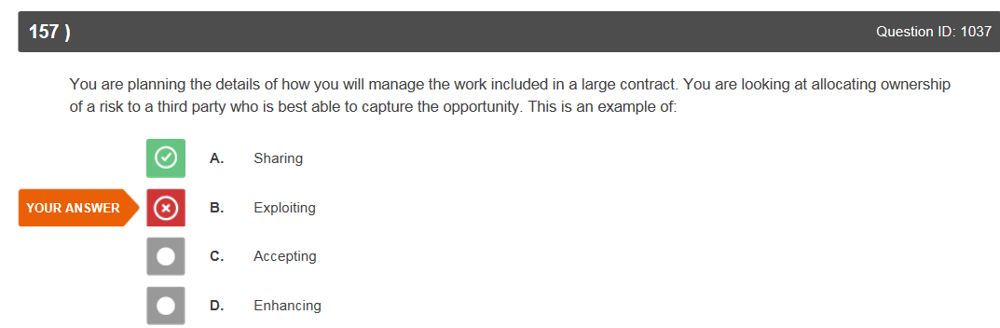 157 )
Question ID: 1037
You are planning the details of how you will manage the work included in a large contract. You are looking at allocating ownership
of a risk to a third party who is best able to capture the opportunity. This is an example of:
A. Sharing
YOUR ANSWER B. Exploiting
C. Accepting
D. Enhancing